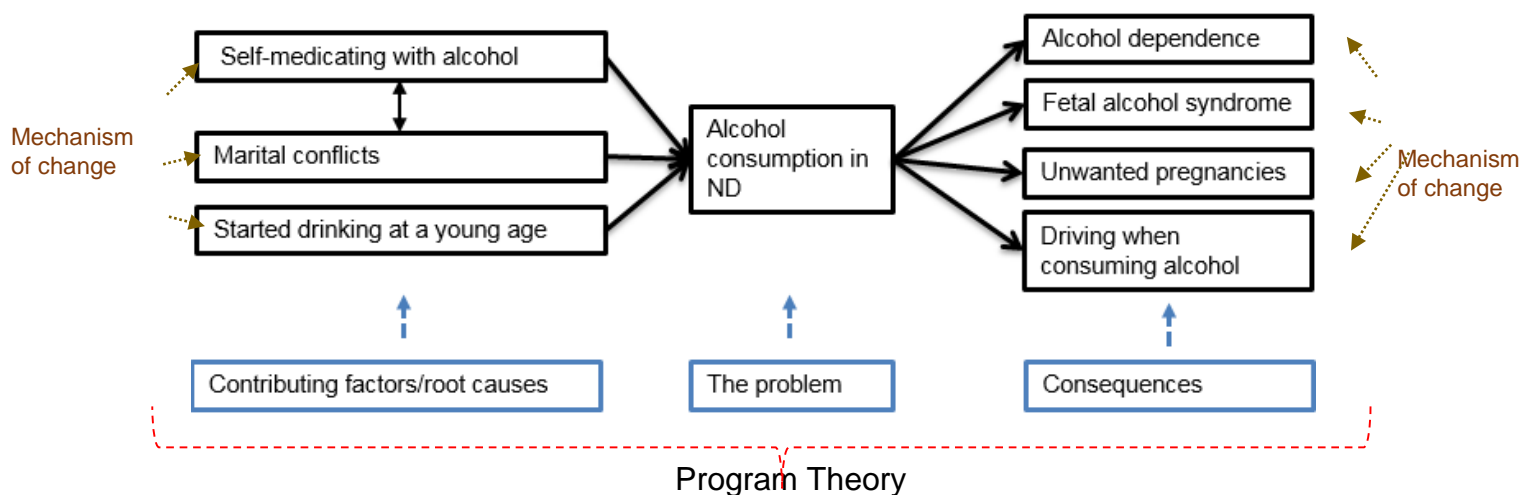 Self-medicating with alcohol
Marital conflicts
Started drinking at a young age
Mechanism
of change
Alcohol
consumption in
ND
Alcohol dependence
Fetal alcohol syndrome
Unwanted pregnancies
Driving when
consuming alcohol
Mechanism
of change
Contributing factors/root causes
The problem
Consequences
Program Theory